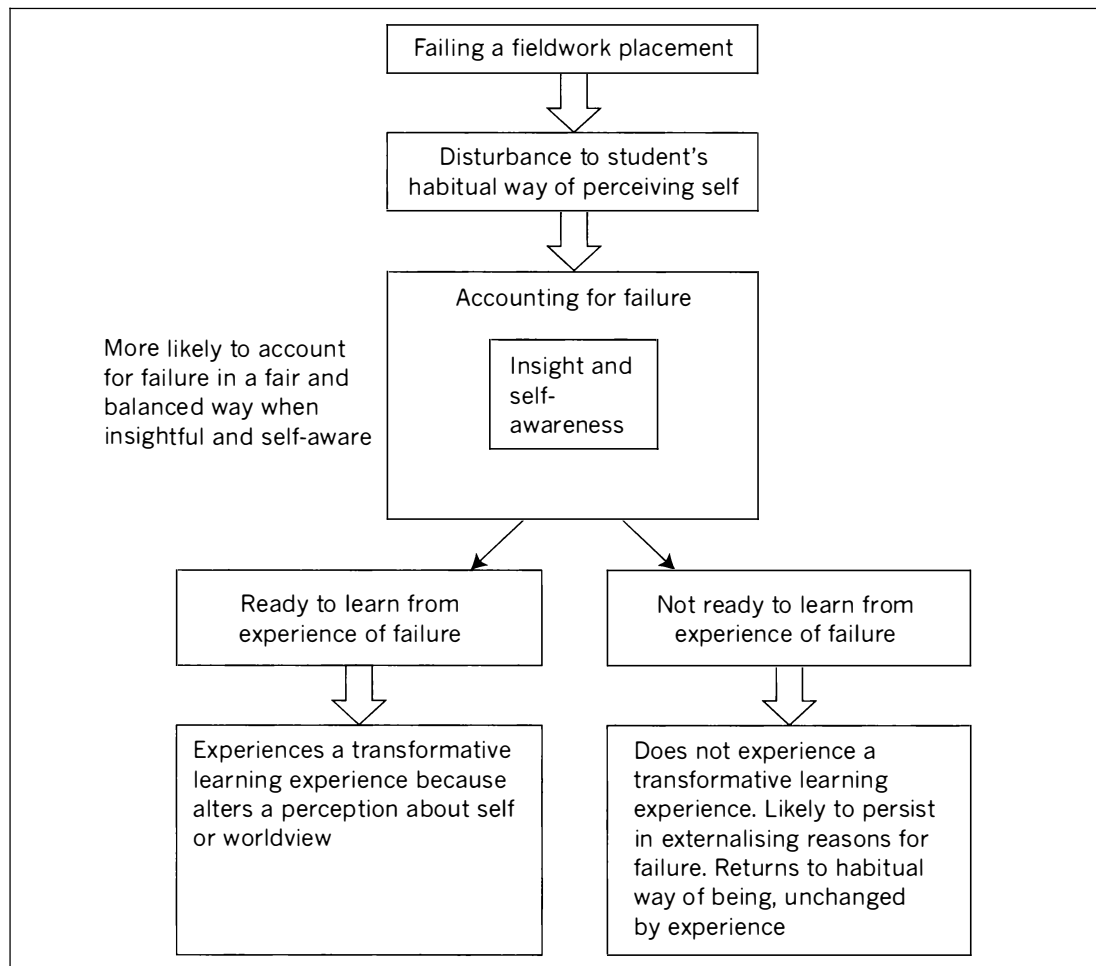 Failing a fieldwork placement
Disturbance to student's
habitual way of perceiving self
Accounting for failure
Insight and
self-
awareness
More likely to account
for failure in a fair and
balanced way when
insightful and self-aware
Ready to learn from
experience of failure
Not ready to learn from
experience of failure
Experiences a transformative
learning experience because
alters a perception about self
or worldview
Does not experience a
transformative learning
experience. Likely to persist
in externalising reasons for
failure. Returns to habitual
way of being, unchanged
by experience